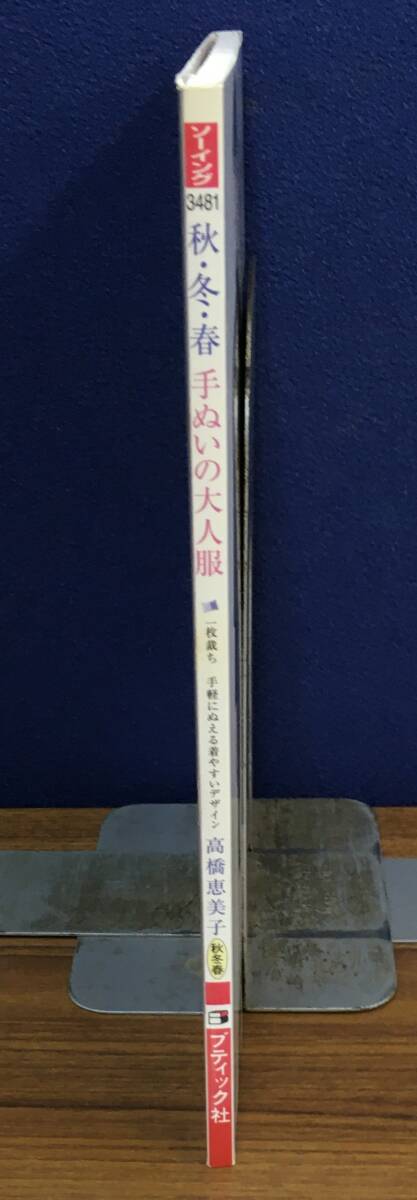 ソーイング
3481
秋・冬・春
手ぬいの大人服
一枚裁ち 手軽にぬえる着やすいデザイン
高橋恵美子
秋冬春
ブティック社